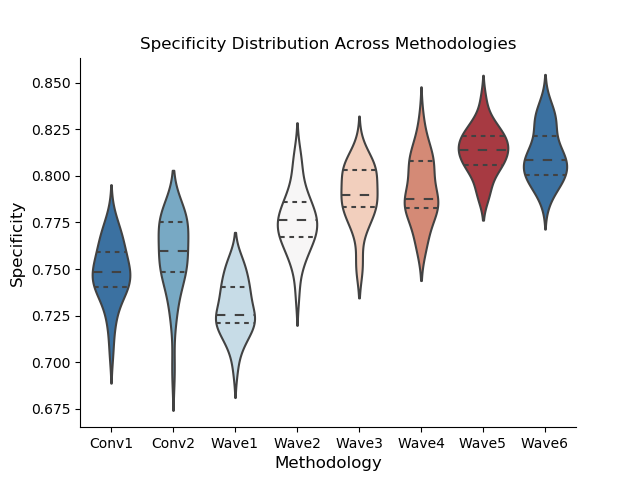 Specificity Distribution Across Methodologies
0.850
0.825
0.800
0.775
0.750
0.725
0.700
0.675
Specificity
Conv1 Conv2 Wave1 Wave2 Wave3 Wave4 Wave5 Wave6
Methodology